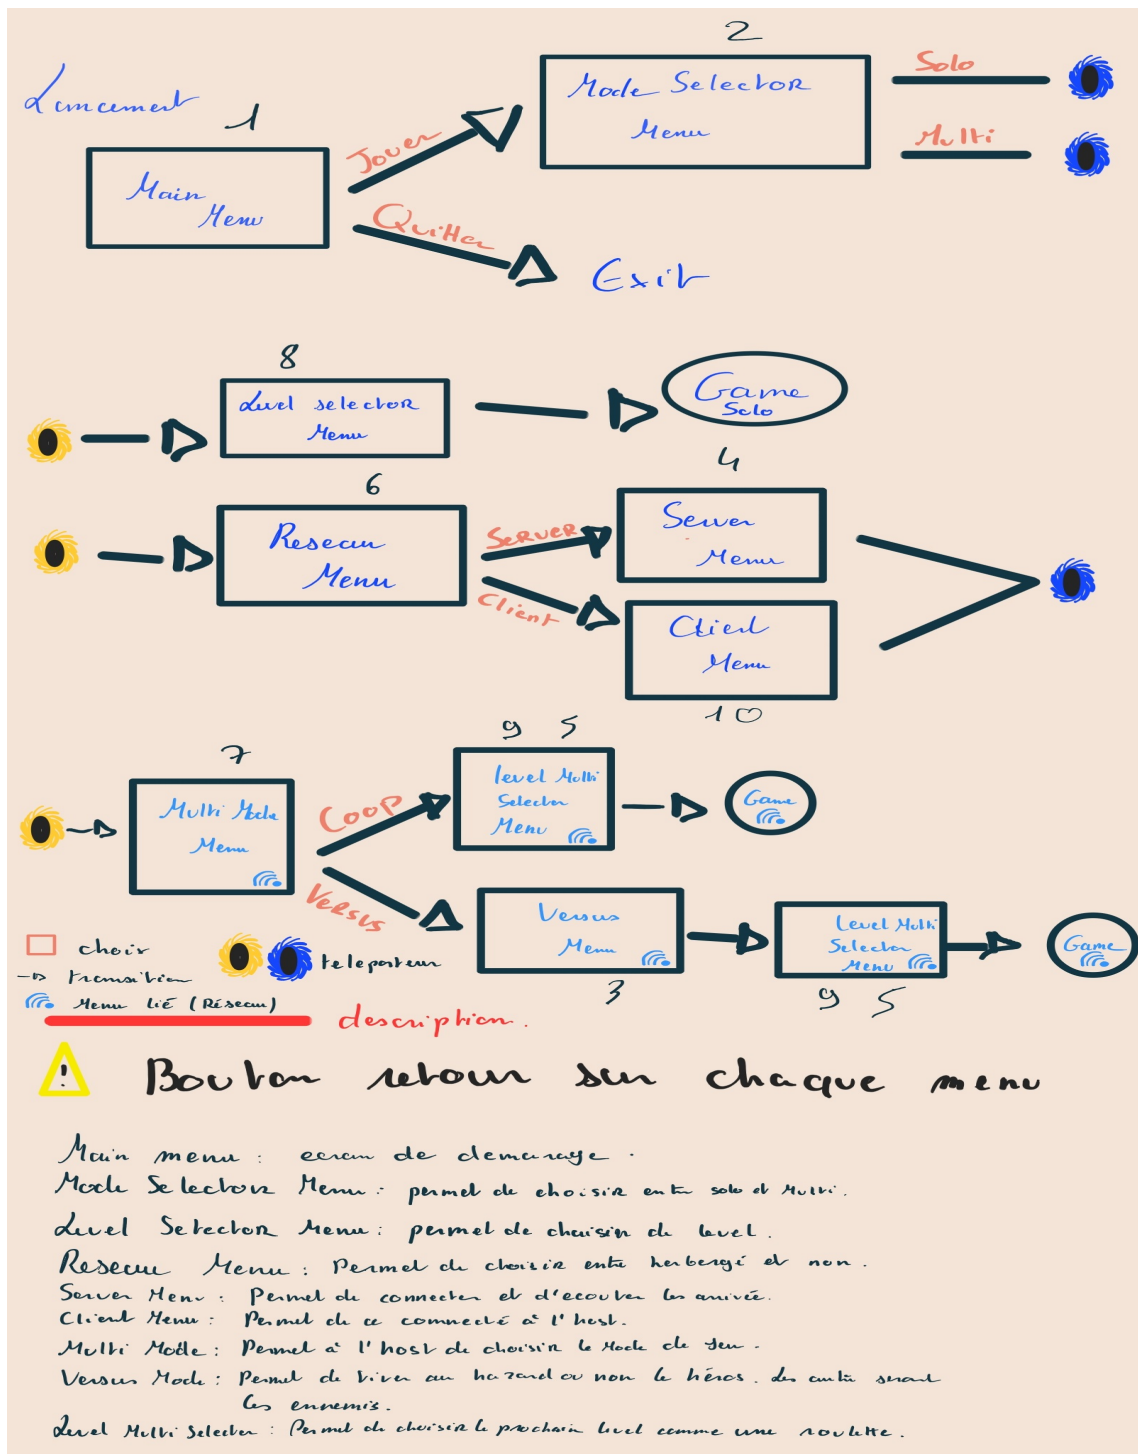 2
Solo
Mode Selector
Menu
Lancement
1
Multi
Jouer
Main
Menu
Quitter
Exit
8
Level selector
Menu
Game
Solo
6
4
Reseau
Menu
Server
Server
Menu
Client
Client
Menu
10
9 5
7
Multi Mode
Menu
Coop
level Multi
Selector
Menu
Game
Versus
Versus
Menu
3
Level Multi
Selector
Menu
9 5
Game
choix
transition
teleporteur
Menu lié (Réseau)
description.
! Bouton retour sur chaque menu
Main menu : ecran de demarage.
Mode Selector Menu : permet de choisir entre solo et Multi.
Level Selector Menu : permet de choisir de level.
Reseau Menu : Permet de choisir entre herbergé et non.
Server Menu : Permet de connecter et d'ecouter les arrivée.
Client Menu : Permet de ce connecté à l'host.
Multi Mode : Permet à l'host de choisir le Mode de Jeu.
Versus Mode : Permet de tirer au hazard ou non le héros. Les autre seront
les ennemis.
Level Multi Selector : Permet de choisir le prochain level comme une roulette.